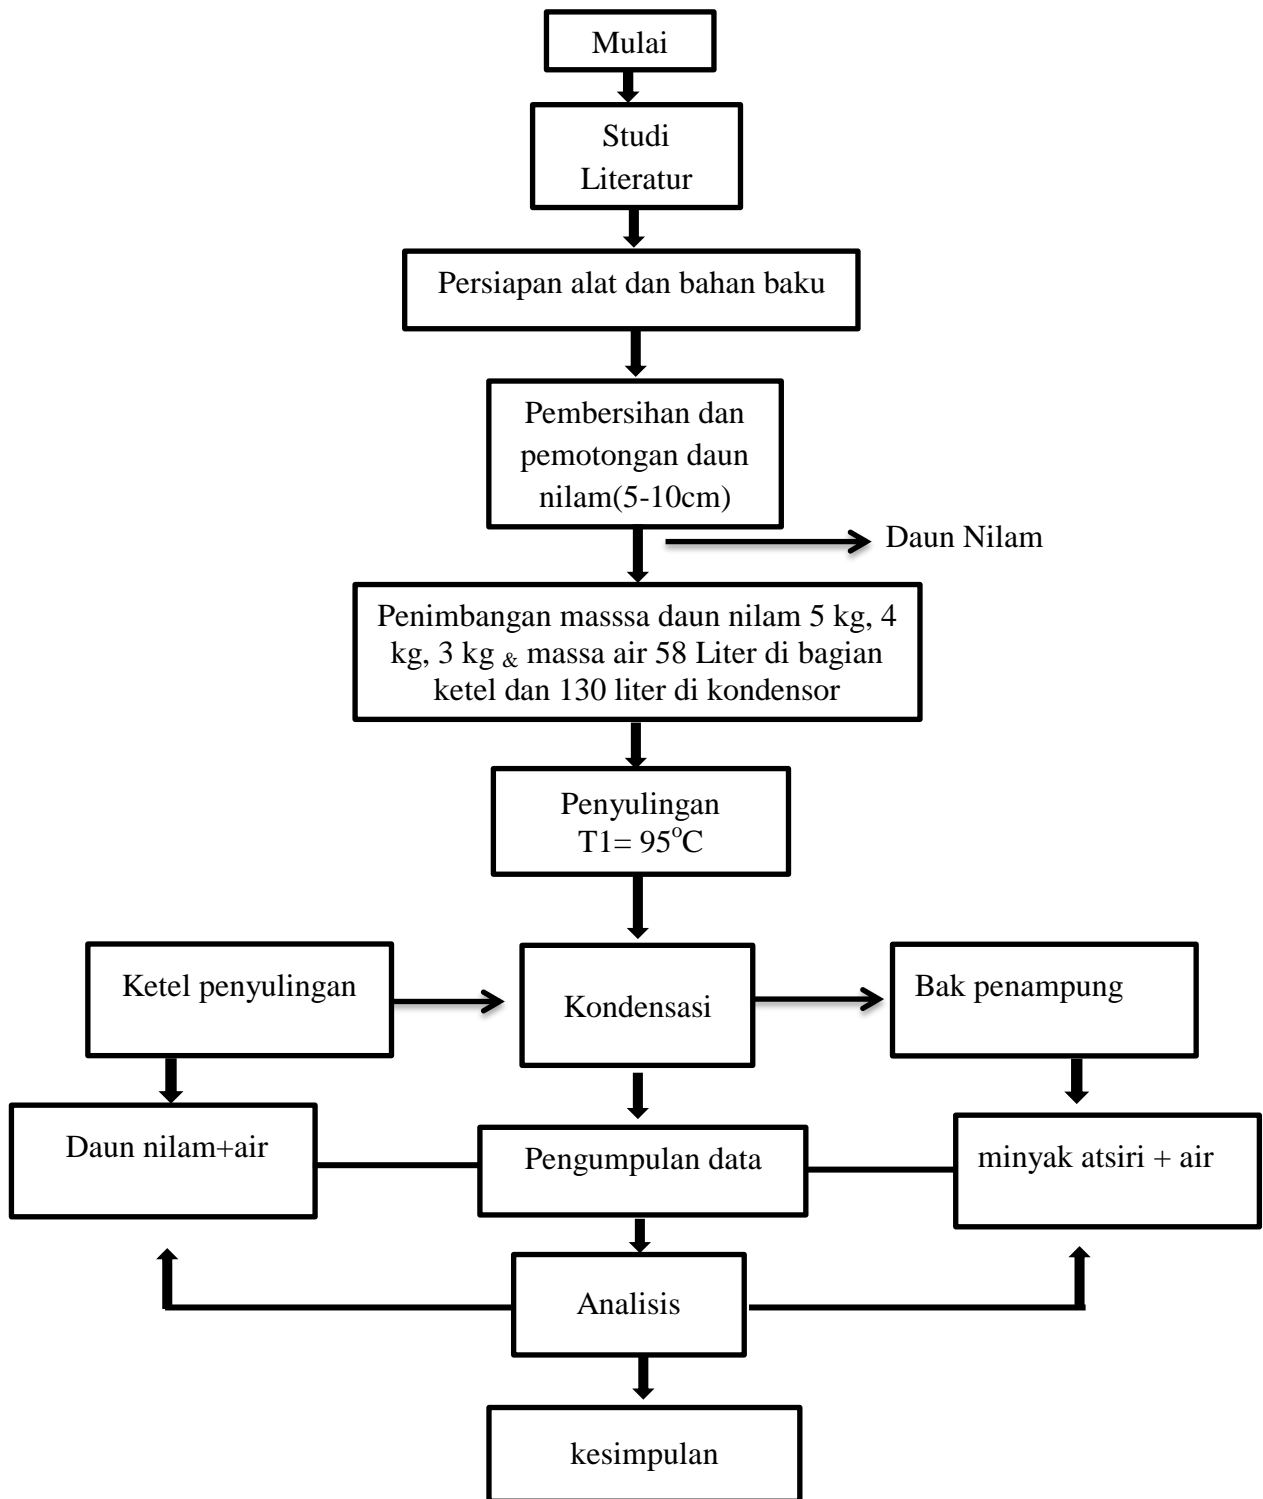 Mulai
Studi
Literatur
Persiapan alat dan bahan baku
Pembersihan dan
pemotongan daun
nilam(5-10cm)
Daun Nilam
Penimbangan masssa daun nilam 5 kg, 4
kg, 3 kg & massa air 58 Liter di bagian
ketel dan 130 liter di kondensor
Penyulingan
T1= 95°C
Ketel penyulingan
Kondensasi
Bak penampung
Daun nilam+air
Pengumpulan data
minyak atsiri + air
Analisis
kesimpulan